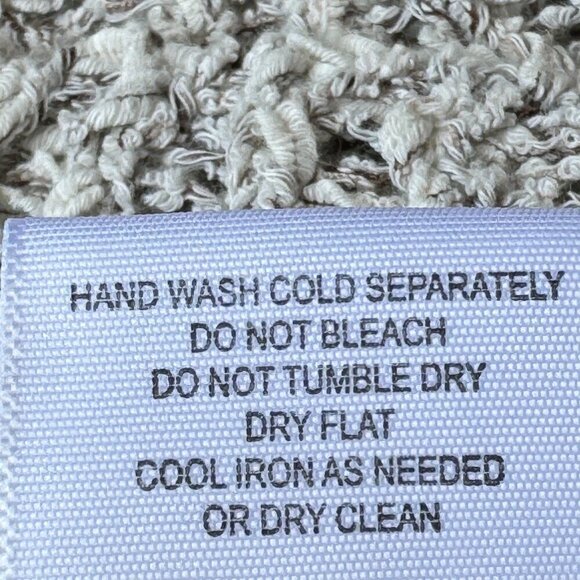 HAND WASH COLD SEPARATELY
DO NOT BLEACH
DO NOT TUMBLE DRY
DRY FLAT
COOL IRON AS NEEDED
OR DRY CLEAN